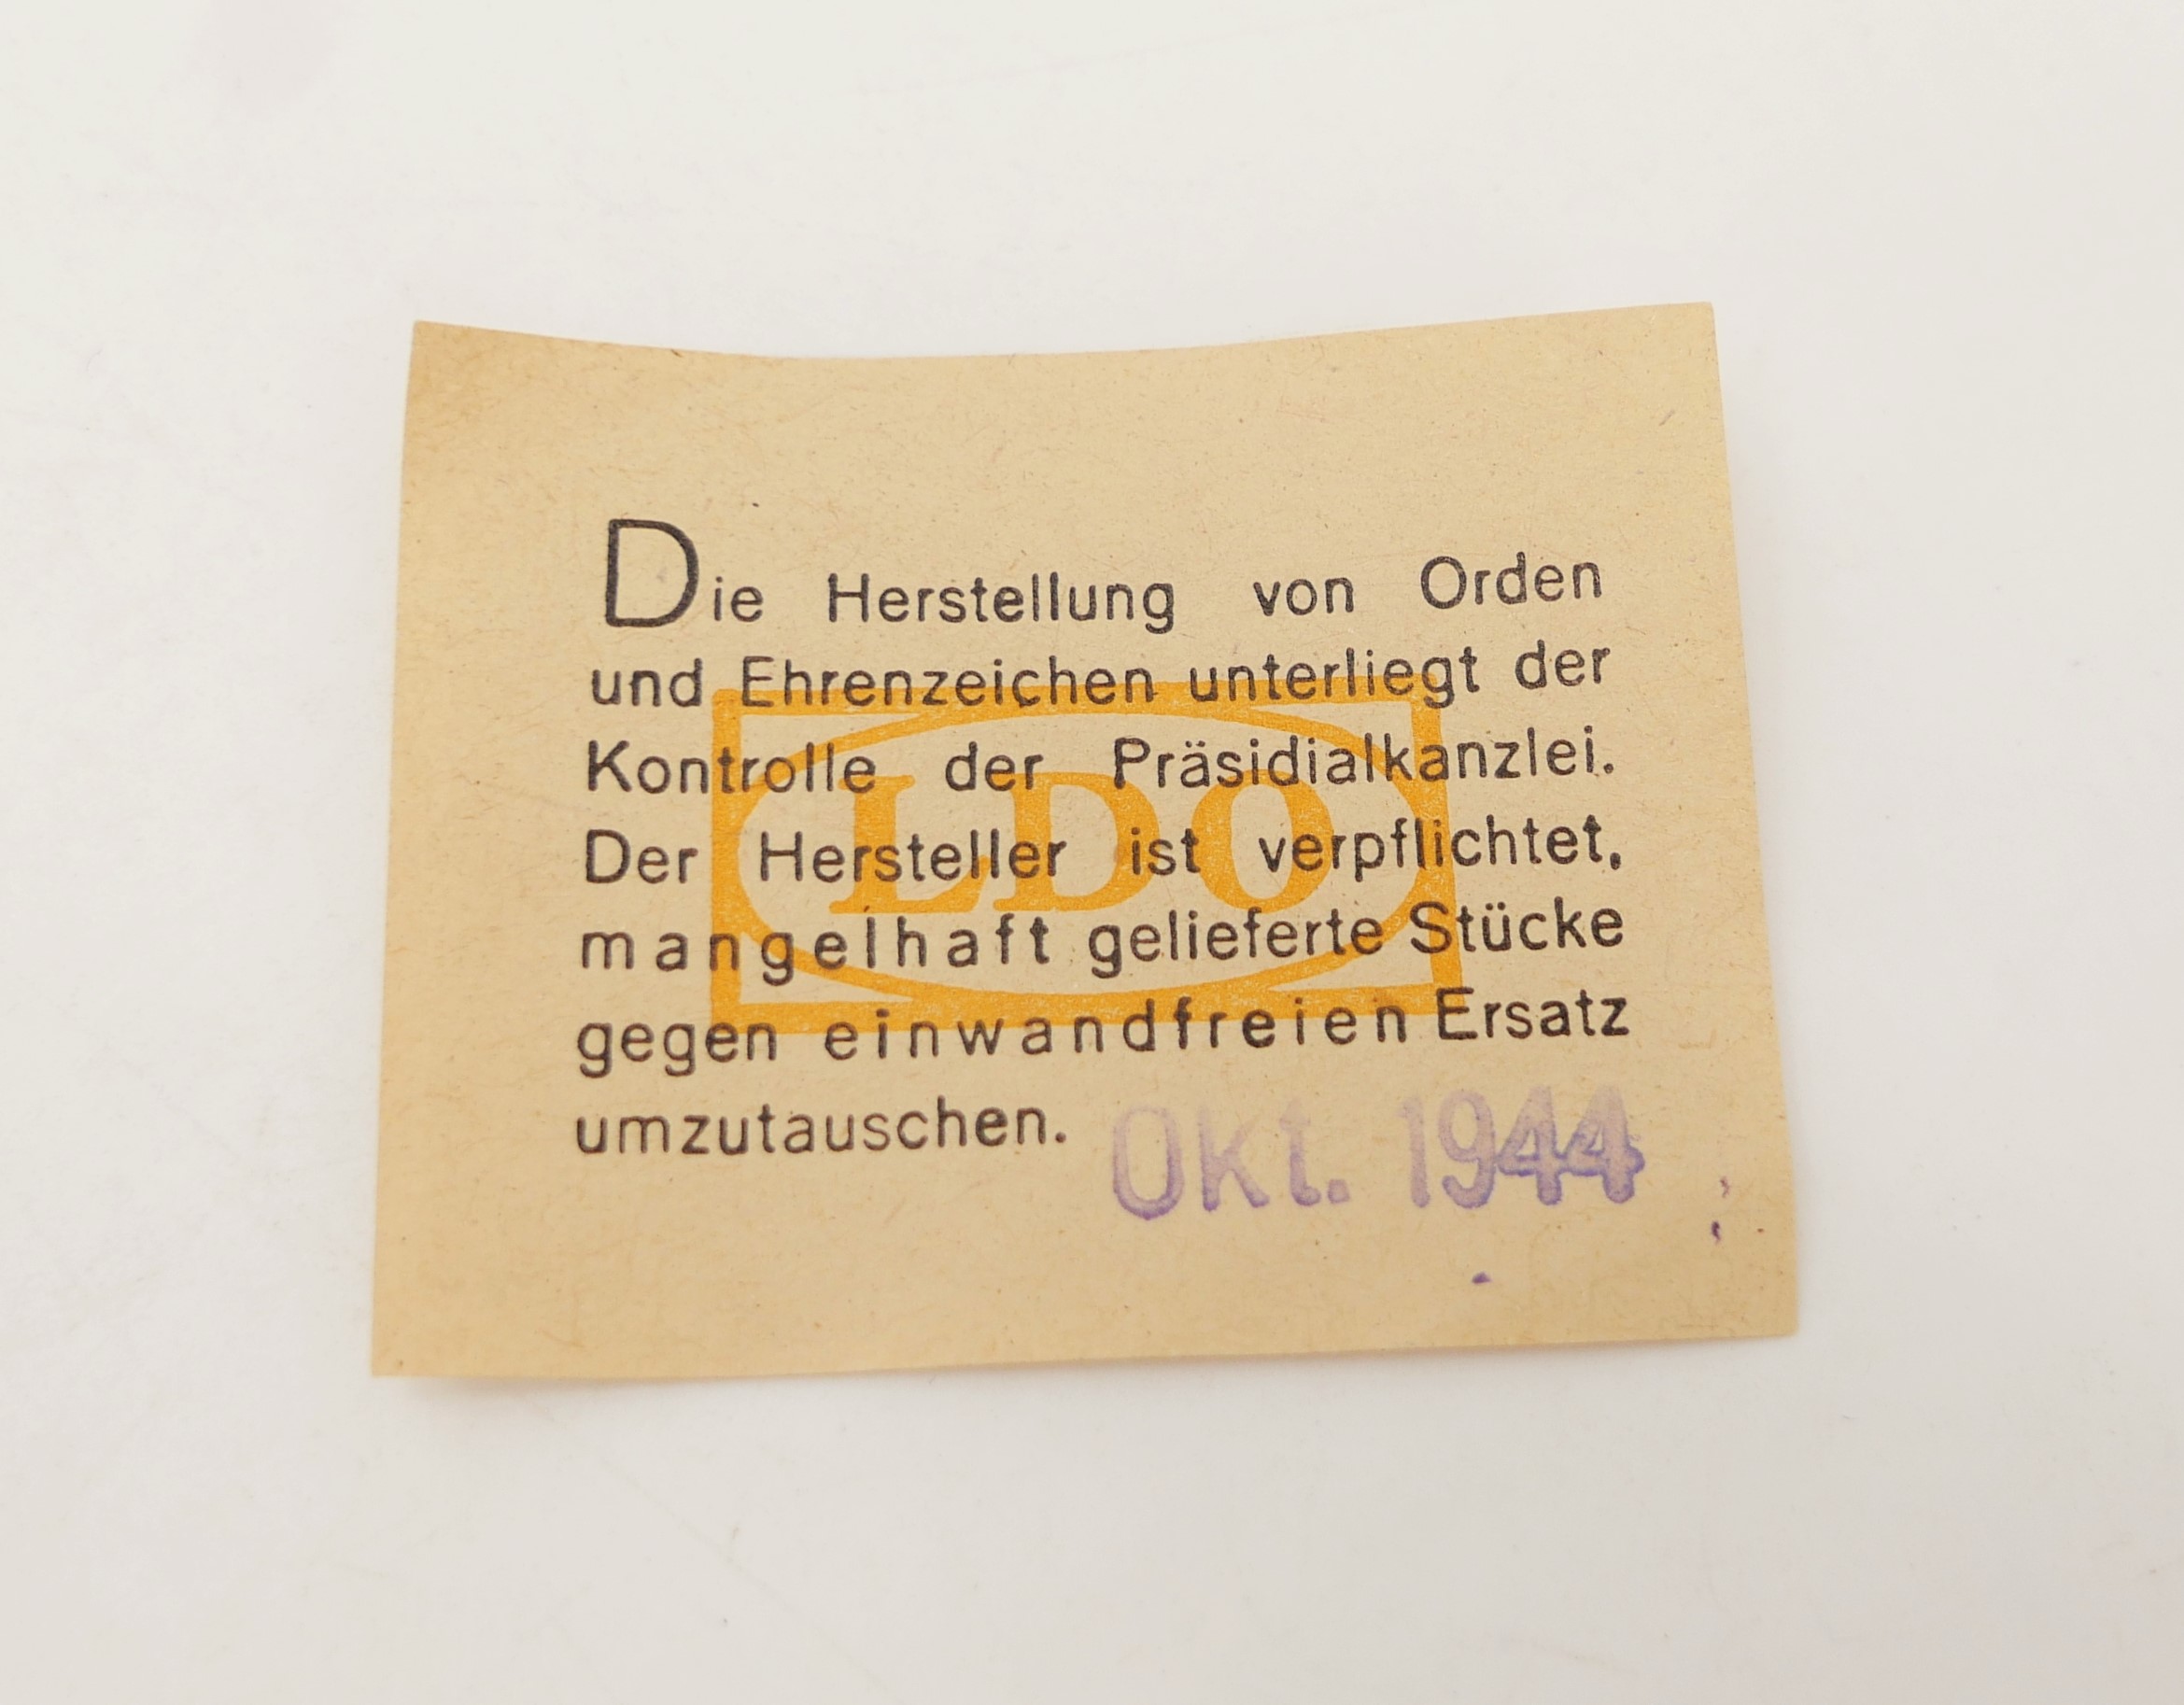 Die Herstellung von Orden
und Ehrenzeichen unterliegt der
Kontrolle der Präsidialkanzlei.
LDO
Der Hersteller ist verpflichtet,
mangelhaft gelieferte Stücke
gegen einwandfreien Ersatz
umzutauschen.
Okt. 1944